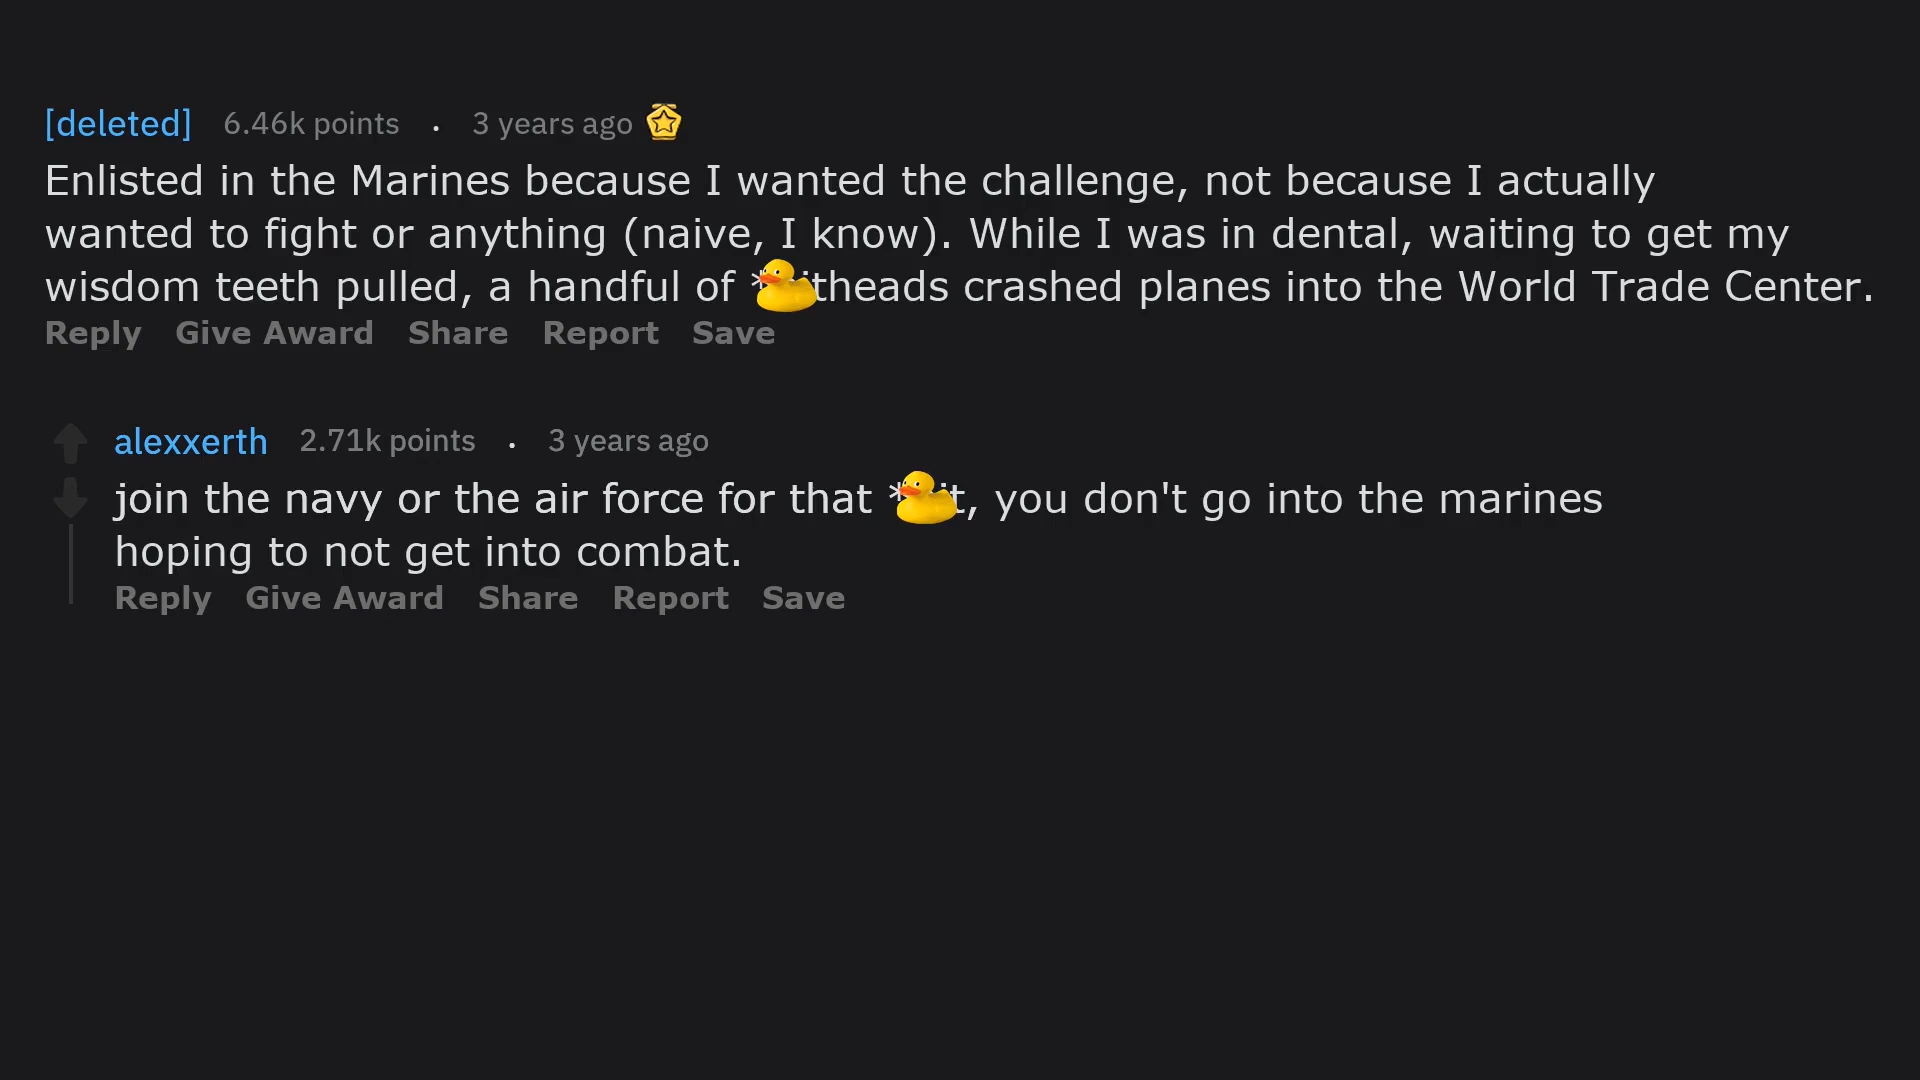 [deleted] 6.46k points . 3 years ago
Enlisted in the Marines because I wanted the challenge, not because I actually
wanted to fight or anything (naive, I know). While I was in dental, waiting to get my
wisdom teeth pulled, a handful of *itheads crashed planes into the World Trade Center.
Reply Give Award Share Report Save
alexxerth 2.71k points . 3 years ago
join the navy or the air force for that *t, you don't go into the marines
hoping to not get into combat.
Reply Give Award Share Report Save